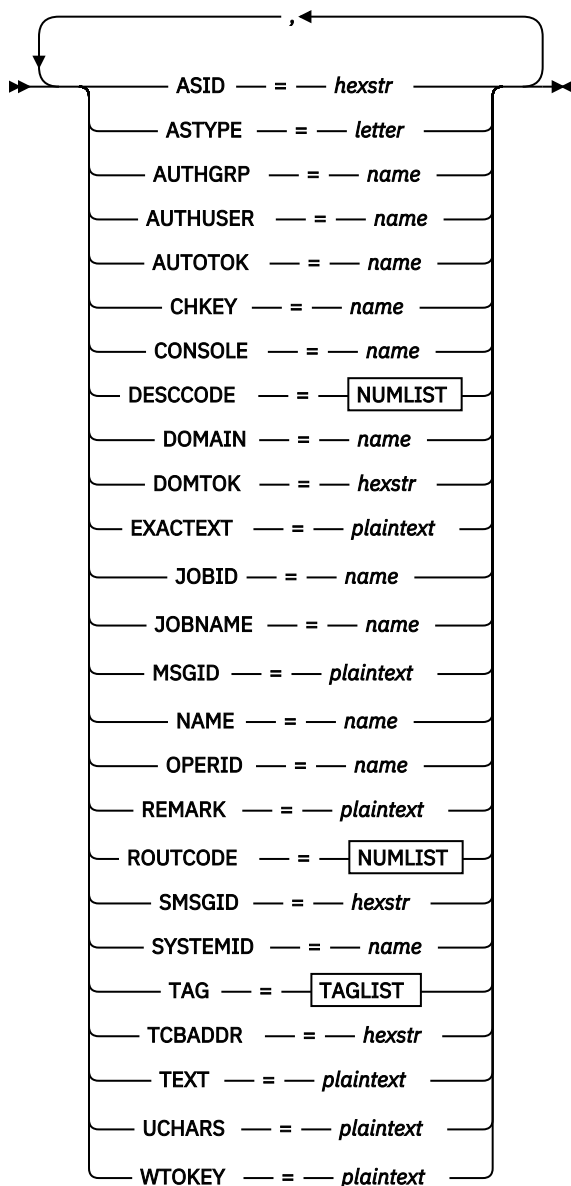 ,
ASID = hexstr
ASTYPE = letter
AUTHGRP = name
AUTHUSER = name
AUTOTOK = name
CHKEY = name
CONSOLE = name
DESCCODE = NUMLIST
DOMAIN = name
DOMTOK = hexstr
EXACTEXT = plaintext
JOBID = name
JOBNAME = name
MSGID = plaintext
NAME = name
OPERID = name
REMARK = plaintext
ROUTCODE = NUMLIST
SMSGID = hexstr
SYSTEMID = name
TAG = TAGLIST
TCBADDR = hexstr
TEXT = plaintext
UCHARS = plaintext
WTOKEY = plaintext